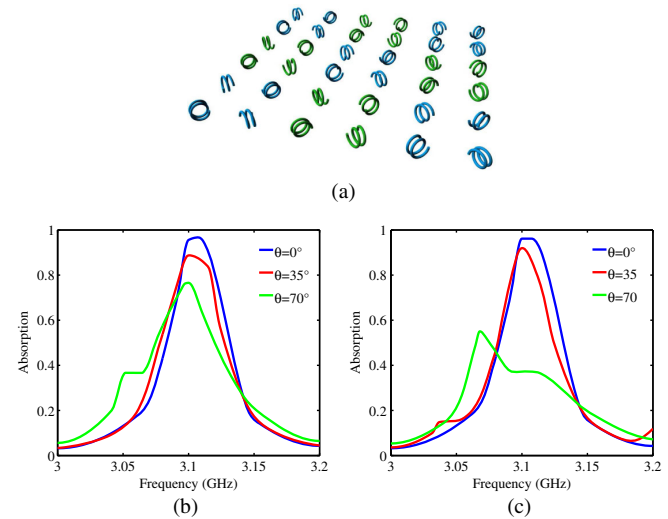 (a)
1
0.8
0.6
0.4
0.2
0
Absorption
3
3.05
3.1
3.15
3.2
Frequency (GHz)
θ=0°
θ=35°
θ=70°
(b)
1
0.8
0.6
0.4
0.2
0
Absorption
3
3.05
3.1
3.15
3.2
Frequency (GHz)
θ=0°
θ=35
θ=70
(c)